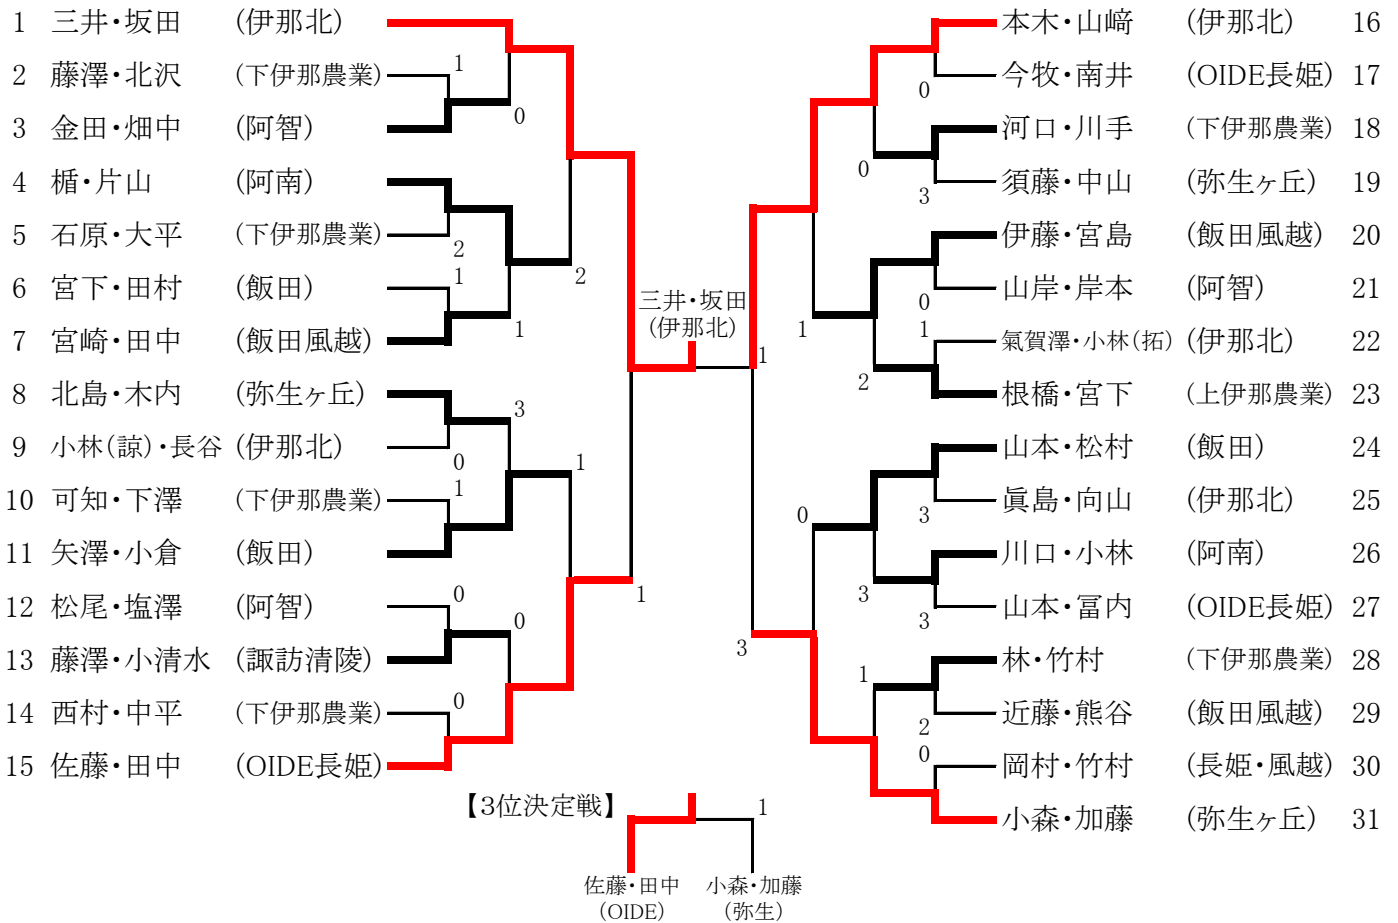 1 三井・坂田 (伊那北)
2 藤澤・北沢 (下伊那農業) 1
3 金田・畑中 (阿智) 0
4 楯・片山 (阿南)
5 石原・大平 (下伊那農業) 2
6 宮下・田村 (飯田) 1 2
7 宮崎・田中 (飯田風越) 1
8 北島・木内 (弥生ヶ丘) 3
9 小林(諒)・長谷 (伊那北) 0 1
10 可知・下澤 (下伊那農業) 1
11 矢澤・小倉 (飯田)
12 松尾・塩澤 (阿智) 0 0 1
13 藤澤・小清水 (諏訪清陵)
14 西村・中平 (下伊那農業) 0
15 佐藤・田中 (OIDE長姫)
三井・坂田
(伊那北)
1
3
本木・山﨑 (伊那北) 16
今牧・南井 (OIDE長姫) 17
0
河口・川手 (下伊那農業) 18
0
須藤・中山 (弥生ヶ丘) 19
3
伊藤・宮島 (飯田風越) 20
山岸・岸本 (阿智) 21
0
1 1
氣賀澤・小林(拓) (伊那北) 22
2
根橋・宮下 (上伊那農業) 23
山本・松村 (飯田) 24
眞島・向山 (伊那北) 25
0 3
川口・小林 (阿南) 26
3
山本・冨内 (OIDE長姫) 27
3
林・竹村 (下伊那農業) 28
1
近藤・熊谷 (飯田風越) 29
2
0
岡村・竹村 (長姫・風越) 30
小森・加藤 (弥生ヶ丘) 31
【3位決定戦】
1
佐藤・田中 小森・加藤
(OIDE) (弥生)